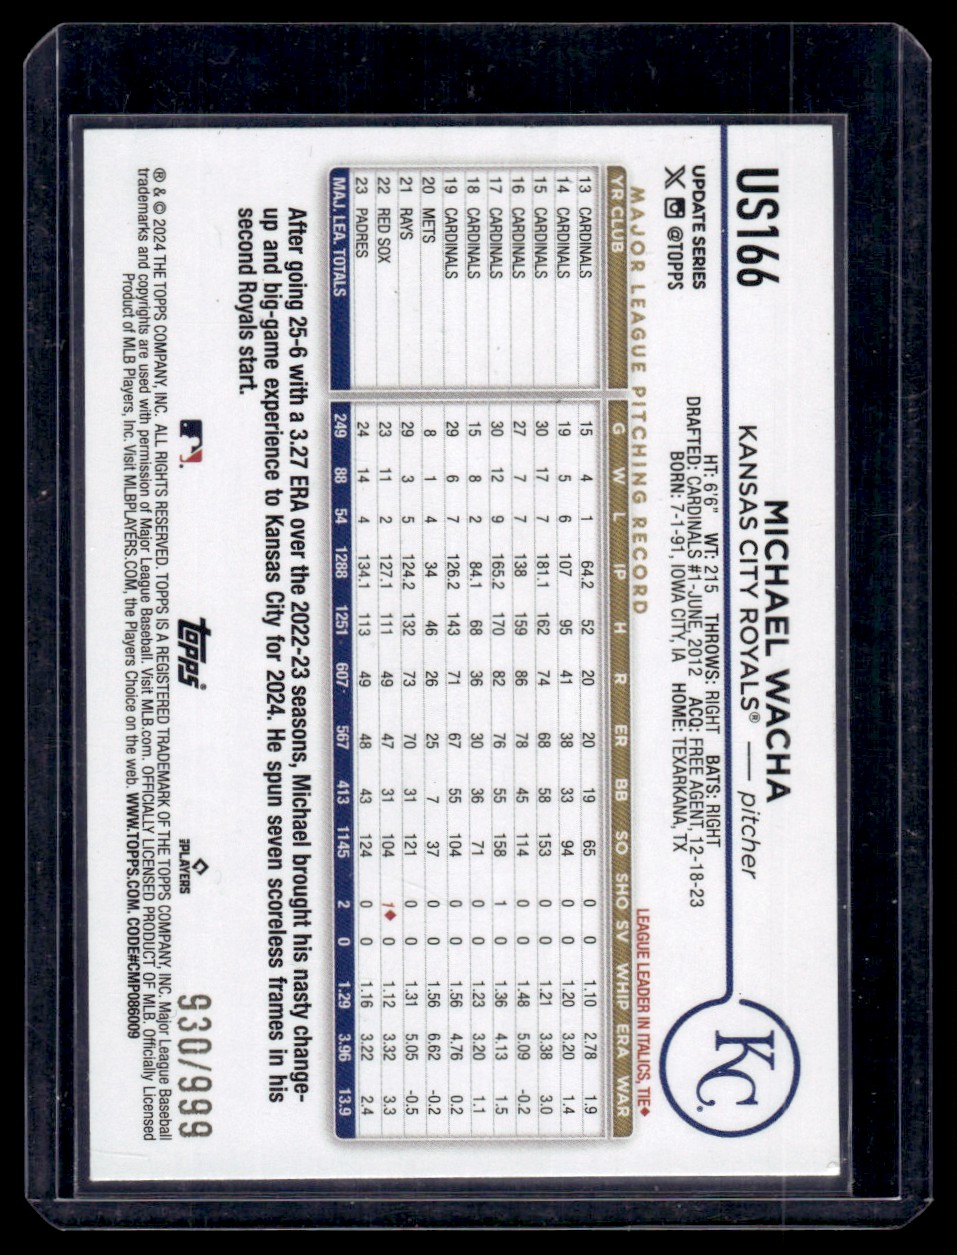 US166
UPDATE SERIES
@TOPPS
MICHAEL WACHA
KANSAS CITY ROYALS® — pitcher
HT: 6'6" WT: 215 THROWS: RIGHT BATS: RIGHT
DRAFTED: CARDINALS #1-JUNE, 2012 ACQ: FREE AGENT, 12-18-23
BORN: 7-1-91, IOWA CITY, IA HOME: TEXARKANA, TX
KC
MAJOR LEAGUE PITCHING RECORD
LEAGUE LEADER IN ITALICS, TIE♦
YR CLUB G W L IP H R ER BB SO SHO SV WHIP ERA WAR
13 CARDINALS 15 4 1 64.2 52 20 20 19 65 0 0 1.10 2.78 1.9
14 CARDINALS 19 5 6 107 95 41 38 33 94 0 0 1.20 3.20 1.4
15 CARDINALS 30 17 7 181.1 162 74 68 58 153 0 0 1.21 3.38 3.0
16 CARDINALS 27 7 7 138 159 86 78 45 114 0 0 1.48 5.09 -0.2
17 CARDINALS 30 12 9 165.2 170 82 76 55 158 1 0 1.36 4.13 1.5
18 CARDINALS 15 8 2 84.1 68 36 30 36 71 0 0 1.23 3.20 1.1
19 CARDINALS 29 6 7 126.2 143 71 67 55 104 0 0 1.56 4.76 0.2
20 METS 8 1 4 34 46 26 25 7 37 0 0 1.56 6.62 -0.2
21 RAYS 29 3 5 124.2 132 73 70 31 121 0 0 1.31 5.05 -0.5
22 RED SOX 23 11 2 127.1 111 49 47 31 104 1♦ 0 1.12 3.32 3.3
23 PADRES 24 14 4 134.1 113 49 48 43 124 0 0 1.16 3.22 2.4
MAJ. LEA. TOTALS 249 88 54 1288 1251 607 567 413 1145 2 0 1.29 3.96 13.9
After going 25-6 with a 3.27 ERA over the 2022-23 seasons, Michael brought his nasty change-
up and big-game experience to Kansas City for 2024. He spun seven scoreless frames in his
second Royals start.
topps®
PLAYERS
930/999
® & © 2024 THE TOPPS COMPANY, INC. ALL RIGHTS RESERVED. TOPPS IS A REGISTERED TRADEMARK OF THE TOPPS COMPANY, INC. Major League Baseball
trademarks and copyrights are used with permission of Major League Baseball. Visit MLB.com. OFFICIALLY LICENSED PRODUCT OF MLB. Officially Licensed
Product of MLB Players, Inc. Visit MLBPLAYERS.COM, the Players Choice on the web. WWW.TOPPS.COM. CODE#CMP086009